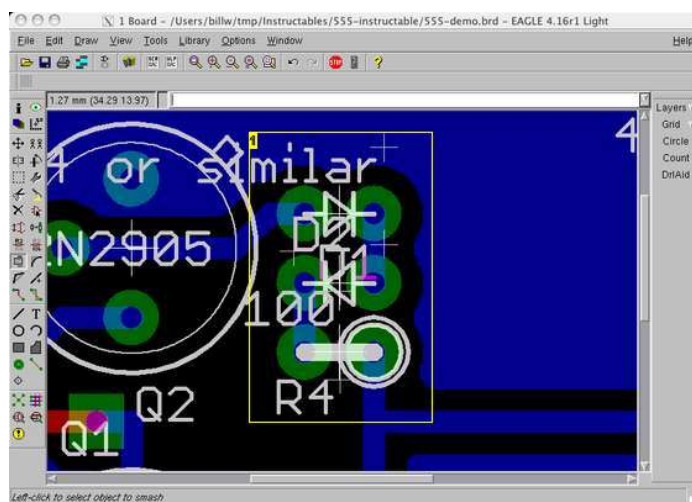 1 Board - /Users/billw/tmp/Instructables/555-instructable/555-demo.brd - EAGLE 4.16r1 Light
File Edit Draw View Tools Library Options Window Help
STOP
1.27 mm (34.29 13.97)
Layers
Grid
Circle
Count
DrlAid
1
4
4 or similar
D2
2N2905
D1
100
R4
Q2
Q1
Left-click to select object to smash